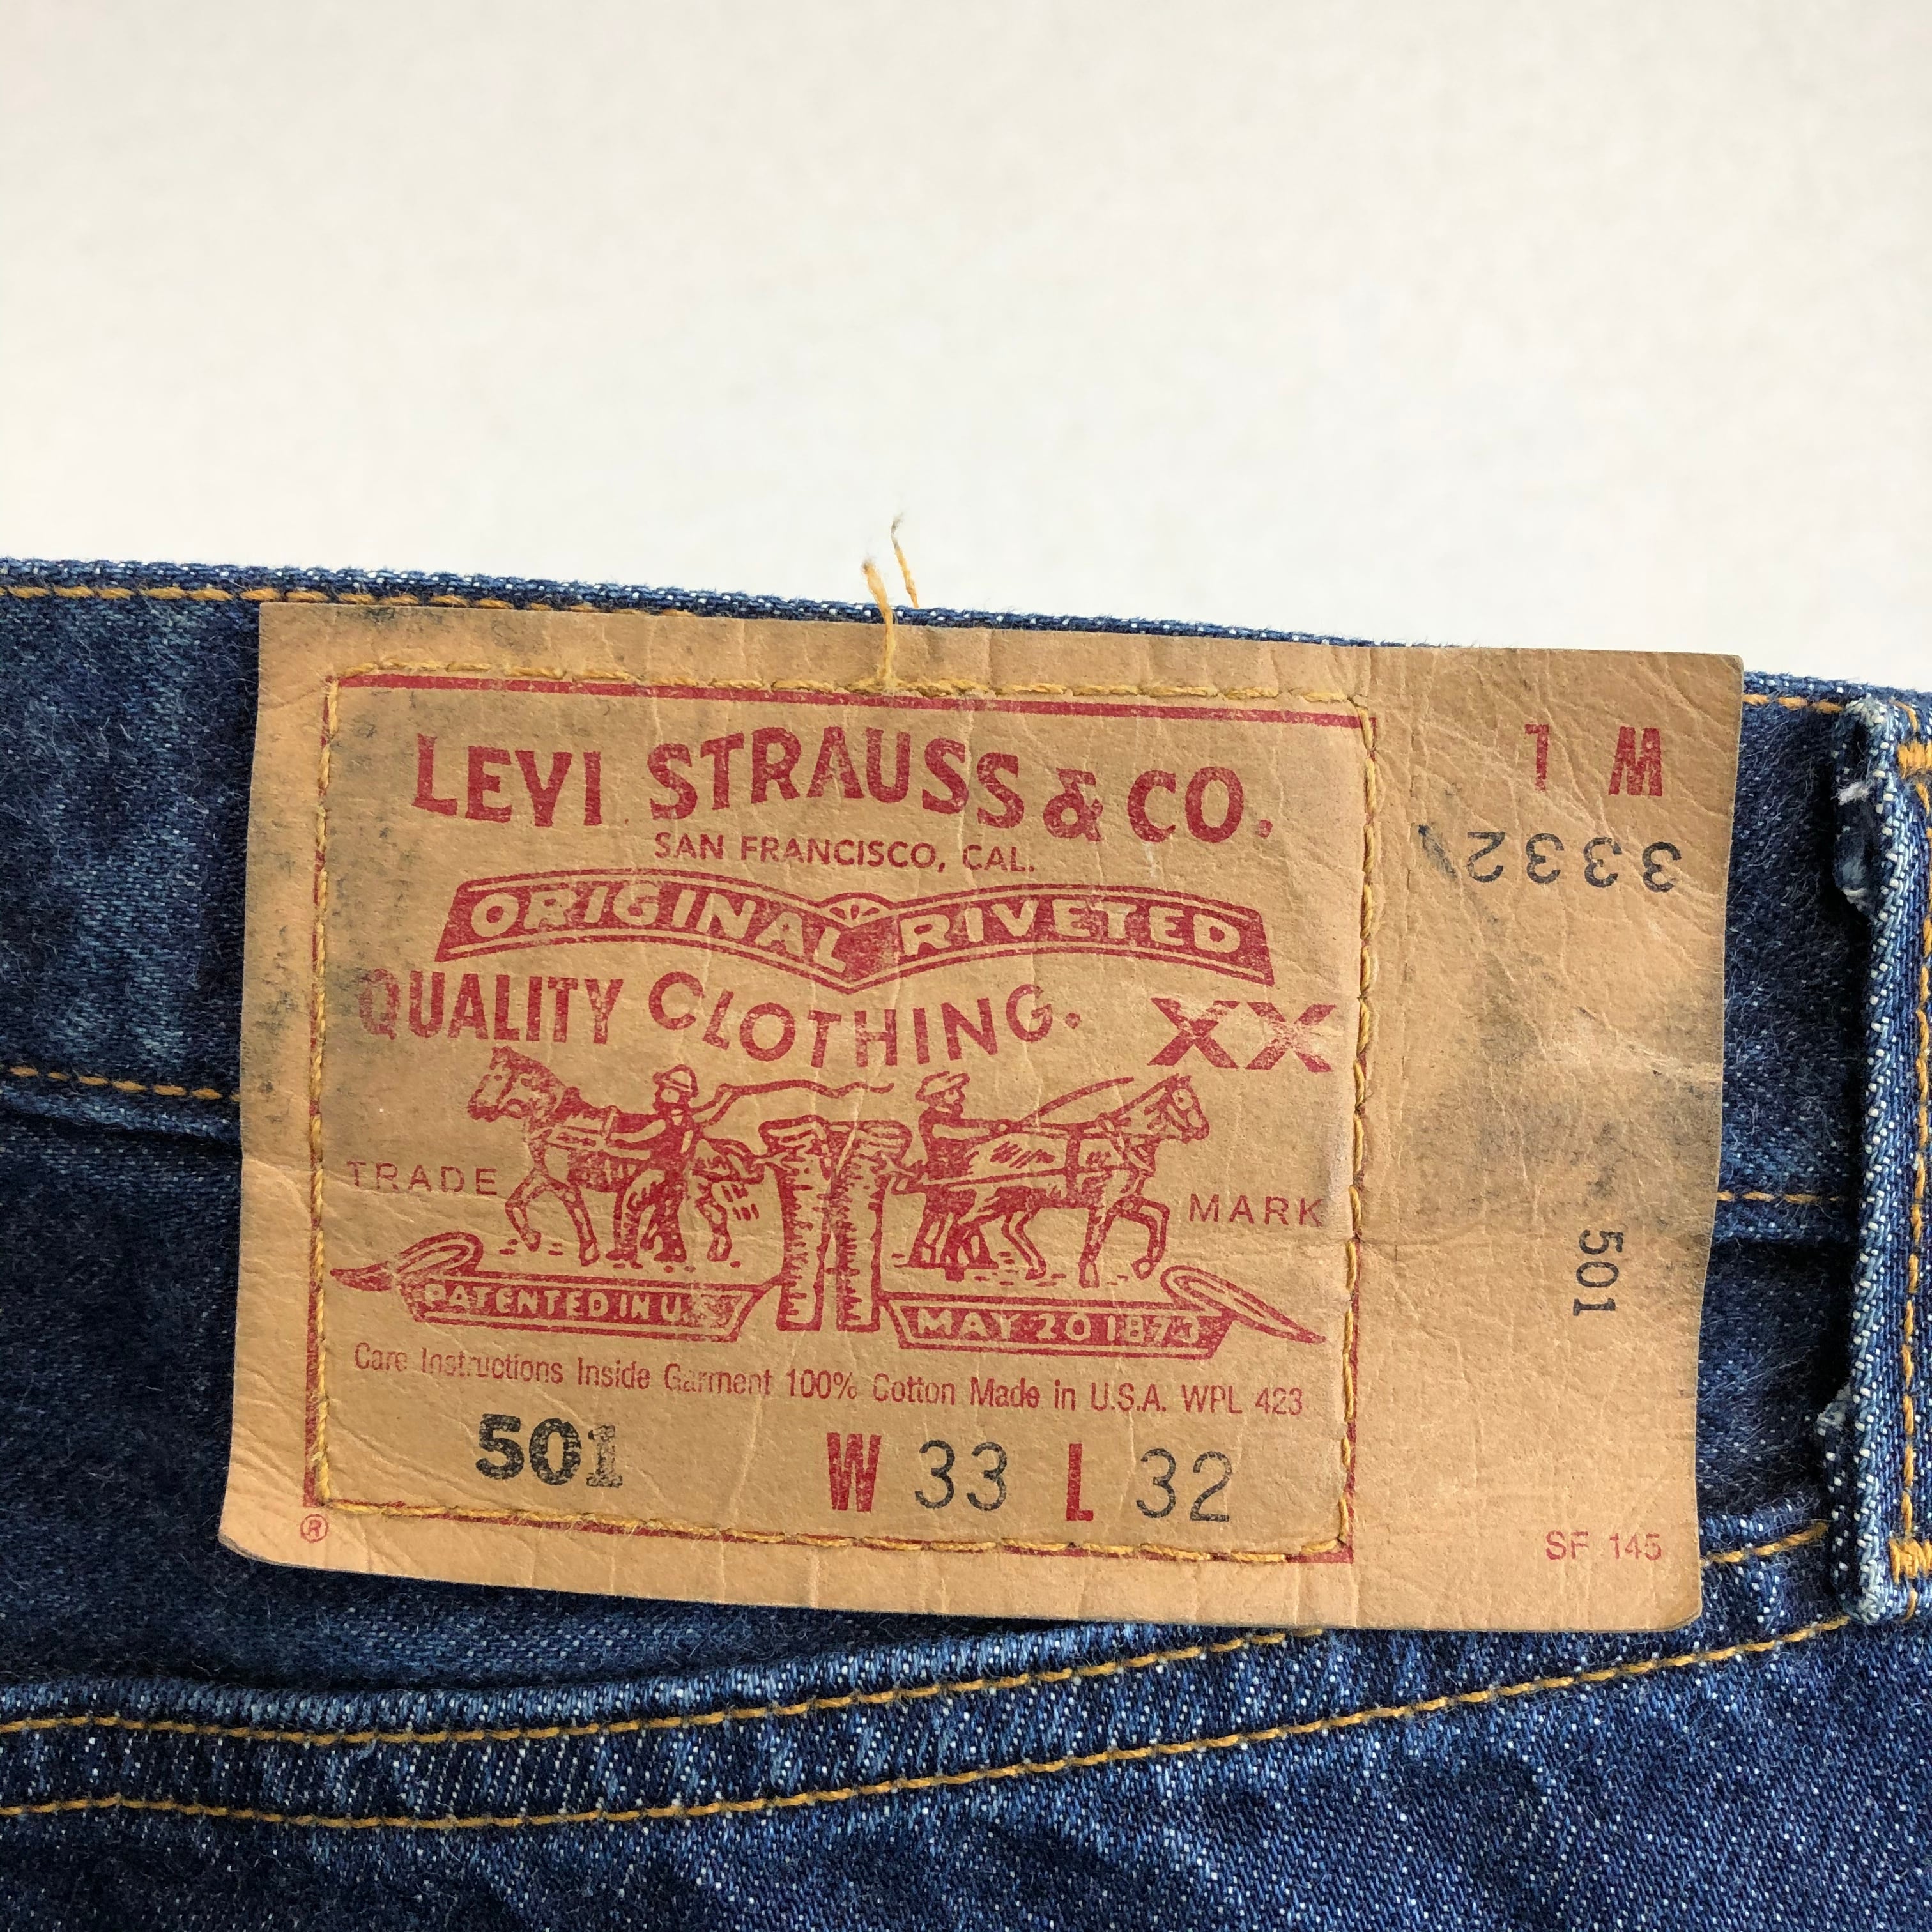 LEVI STRAUSS & CO.
SAN FRANCISCO, CAL.
ORIGINAL RIVETED
QUALITY CLOTHING. XX
TRADE MARK
PATENTED IN U.S.
MAY 20 1873
Care Instructions Inside Garment 100% Cotton Made in U.S.A. WPL 423
501 W 33 L 32
®
W L
3332
501
SF 145